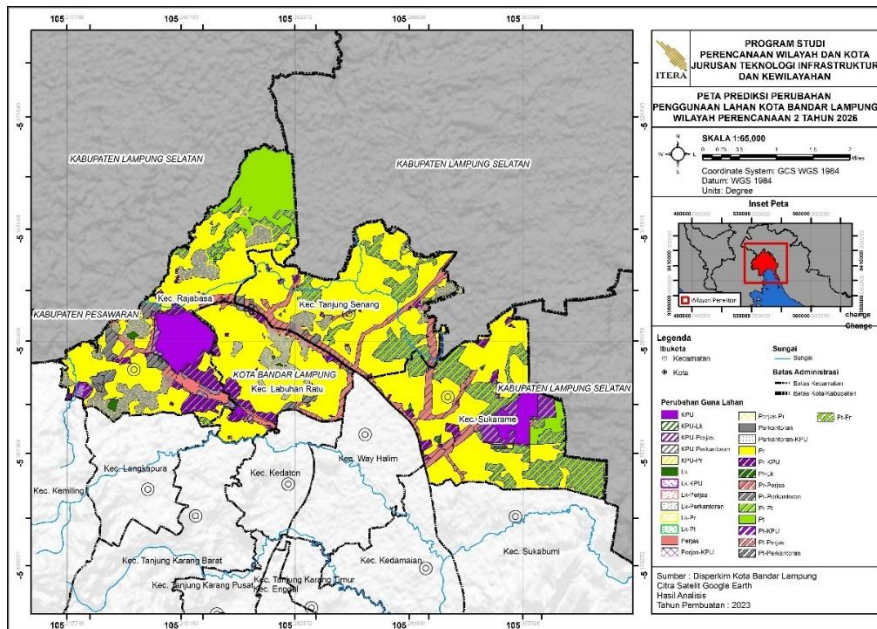 KABUPATEN LAMPUNG SELATAN
KABUPATEN LAMPUNG SELATAN
Kec. Rajabasa
Kec. Tanjung Senang
KABUPATEN PESAWARAN
KOTA BANDAR LAMPUNG
Kec. Labuhan Ratu
KABUPATEN LAMPUNG SELATAN
Kec. Sukarame
Kec. Way Halim
Kec. Langkapura
Kec. Kedaton
Kec. Kemiling
Kec. Sukabumi
Kec. Kedamaian
Kec. Tanjung Karang Barat
Kec. Tanjung Karang Timur
Kec. Tanjung Karang Pusat
Kec. Enggal
ITERA
PROGRAM STUDI
PERENCANAAN WILAYAH DAN KOTA
JURUSAN TEKNOLOGI INFRASTRUKTUR
DAN KEWILAYAHAN
PETA PREDIKSI PERUBAHAN
PENGGUNAAN LAHAN KOTA BANDAR LAMPUNG
WILAYAH PERENCANAAN 2 TAHUN 2026
SKALA 1:65,000
Miles
Coordinate System: GCS WGS 1984
Datum: WGS 1984
Units: Degree
Inset Peta
Wilayah Penelitian
change
Change
Legenda
Ibukota
Kecamatan
Kota
Sungai
Sungai
Batas Administrasi
Batas Kecamatan
Batas Kota/Kabupaten
Perubahan Guna Lahan
KPU
KPU-Lk
KPU-Perjas
KPU-Perkantoran
KPU-Pr
Lk
Lk-KPU
Lk-Perjas
Lk-Perkantoran
Lk-Pr
Lk-Pt
Perjas
Perjas-KPU
Perjas-Pr
Perkantoran
Perkantoran-KPU
Pr
Pr-KPU
Pr-Lk
Pr-Perjas
Pr-Perkantoran
Pr-Pt
Pt
Pt-KPU
Pt-Perjas
Pt-Perkantoran
Pt-Pr
Sumber : Disperkim Kota Bandar Lampung
Citra Satelit Google Earth
Hasil Analisis
Tahun Pembuatan : 2023